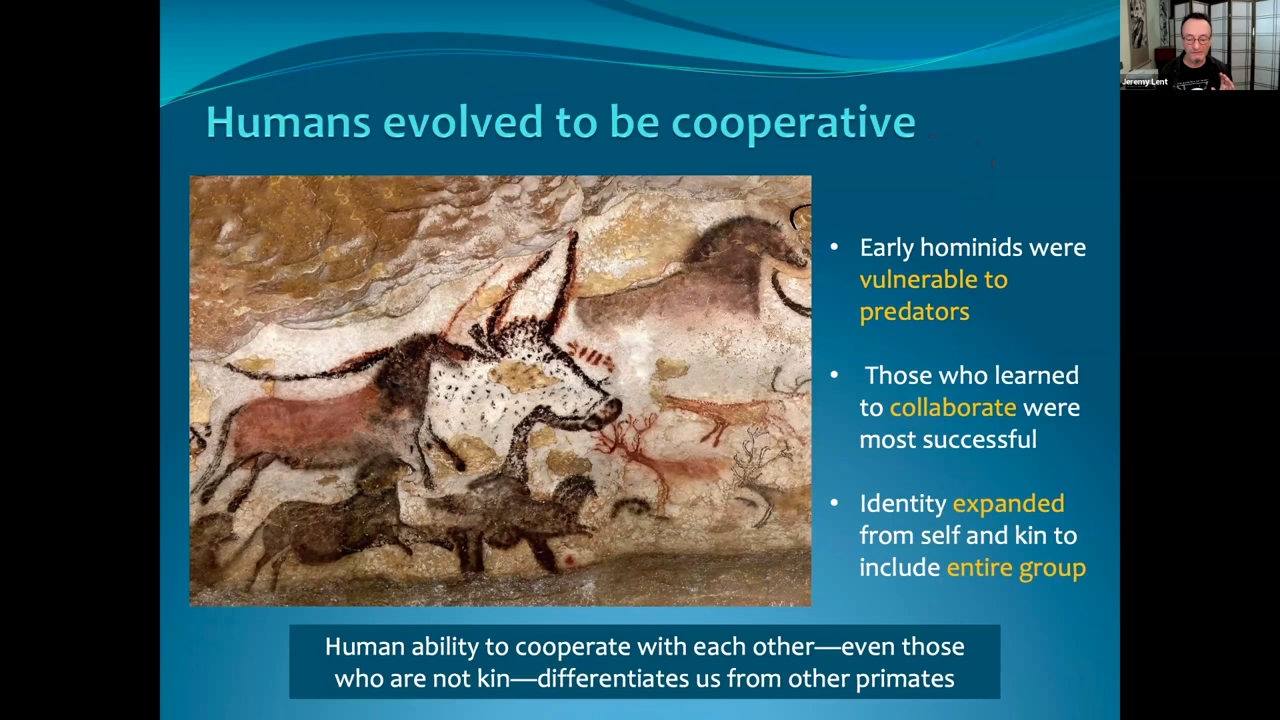 Jeremy Lent
Humans evolved to be cooperative
• Early hominids were
vulnerable to
predators
• Those who learned
to collaborate were
most successful
• Identity expanded
from self and kin to
include entire group
Human ability to cooperate with each other—even those
who are not kin—differentiates us from other primates